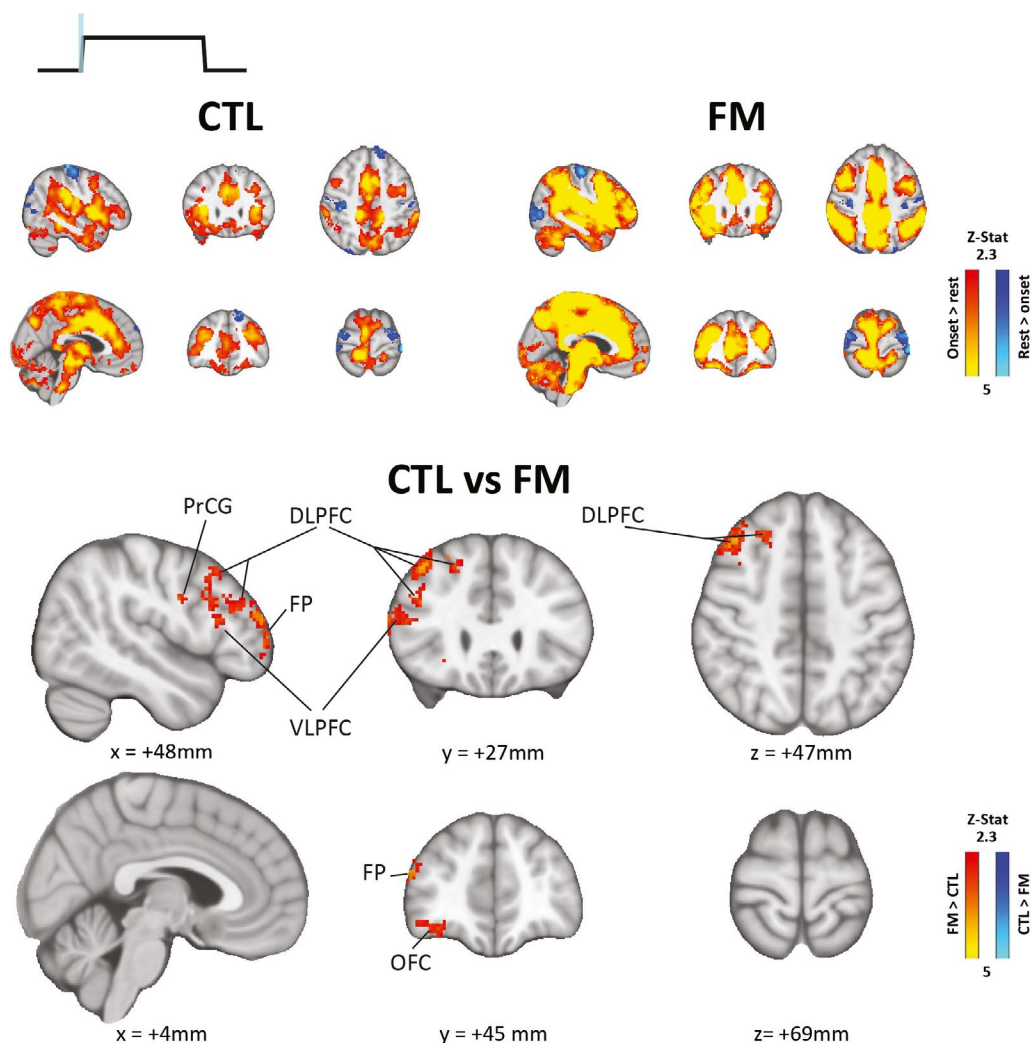 CTL
FM
Z-Stat
2.3
Onset > rest
Rest > onset
5
CTL vs FM
PrCG
DLPFC
DLPFC
FP
VLPFC
x = +48mm
y = +27mm
z = +47mm
Z-Stat
2.3
FP
FM > CTL
CTL > FM
OFC
5
x = +4mm
y = +45 mm
z= +69mm